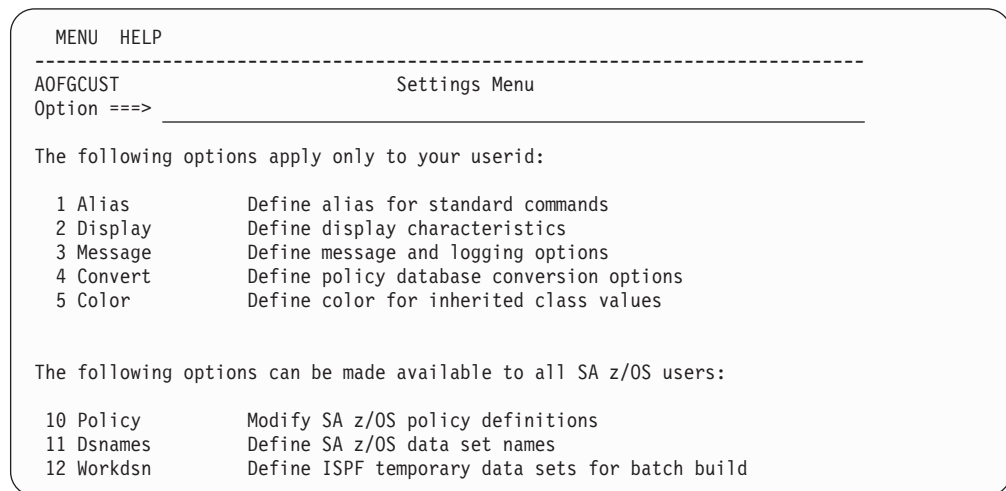 MENU HELP
------------------------------------------------------------------------------
AOFGCUST Settings Menu
Option ===>
The following options apply only to your userid:
1 Alias Define alias for standard commands
2 Display Define display characteristics
3 Message Define message and logging options
4 Convert Define policy database conversion options
5 Color Define color for inherited class values
The following options can be made available to all SA z/OS users:
10 Policy Modify SA z/OS policy definitions
11 Dsnames Define SA z/OS data set names
12 Workdsn Define ISPF temporary data sets for batch build